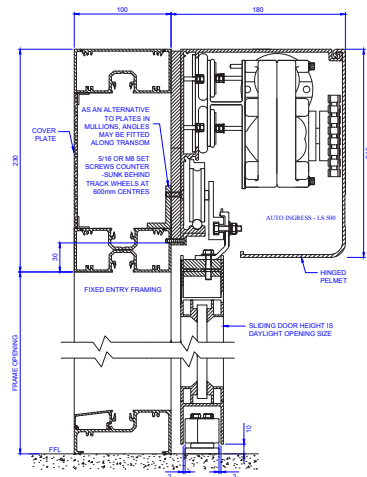 100
180
AS AN ALTERNATIVE
TO PLATES IN
MULLIONS, ANGLES
MAY BE FITTED
ALONG TRANSOM
COVER
PLATE
5/16 OR M8 SET
SCREWS COUNTER
-SUNK BEHIND
TRACK WHEELS AT
600mm CENTRES
230
AUTO INGRESS - LS 500
30
HINGED
PELMET
FIXED ENTRY FRAMING
SLIDING DOOR HEIGHT IS
DAYLIGHT OPENING SIZE
FRAME OPENING
10
FFL